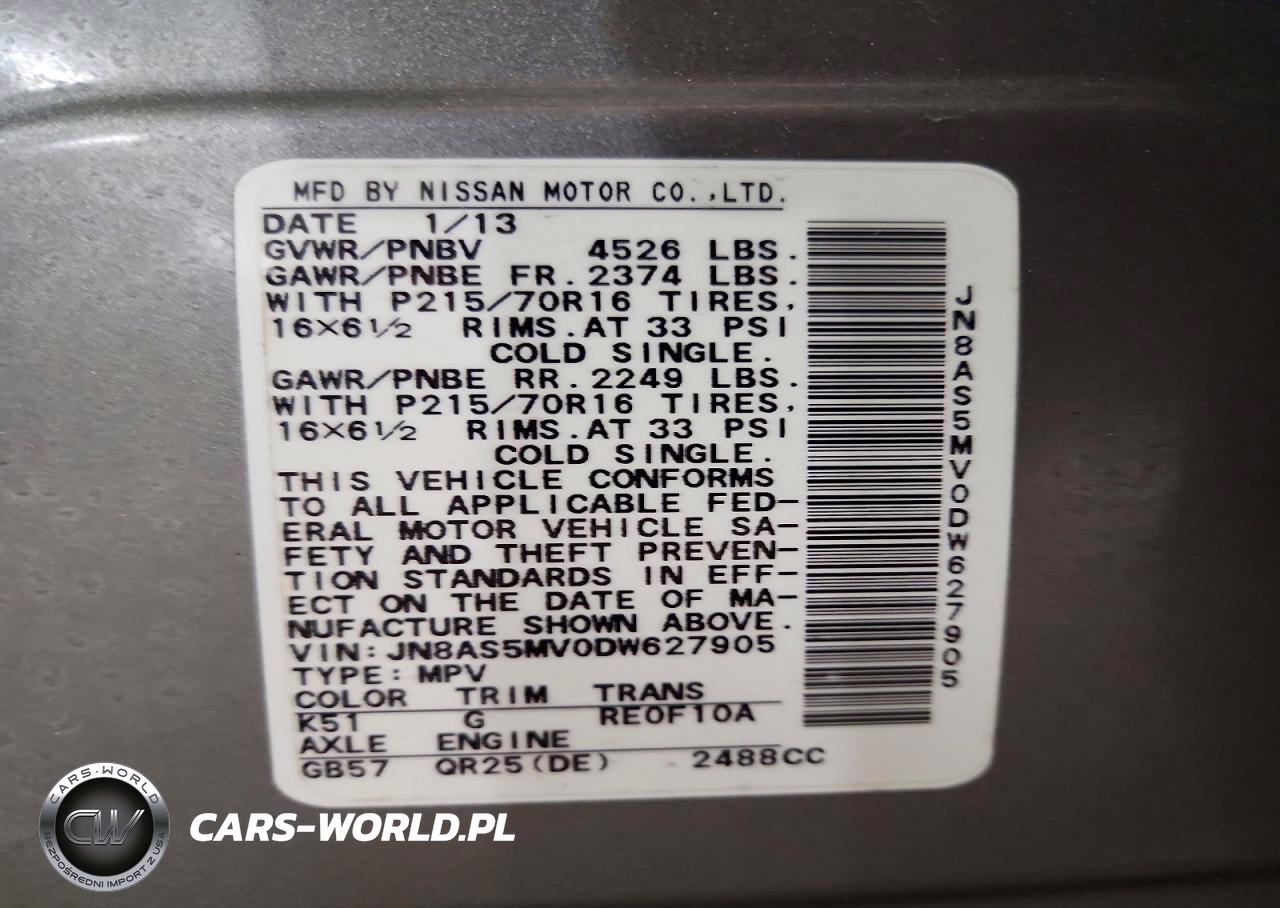 MFD BY NISSAN MOTOR CO.,LTD.
DATE 1/13
GVWR/PNBV 4526 LBS.
GAWR/PNBE FR. 2374 LBS.
WITH P215/70R16 TIRES,
16×6½ RIMS.AT 33 PSI
COLD SINGLE.
GAWR/PNBE RR. 2249 LBS.
WITH P215/70R16 TIRES,
16×6½ RIMS.AT 33 PSI
COLD SINGLE.
THIS VEHICLE CONFORMS
TO ALL APPLICABLE FED-
ERAL MOTOR VEHICLE SA-
FETY AND THEFT PREVEN-
TION STANDARDS IN EFF-
ECT ON THE DATE OF MA-
NUFACTURE SHOWN ABOVE.
VIN:JN8AS5MV0DW627905
TYPE:MPV
COLOR TRIM TRANS
K51 G RE0F10A
AXLE ENGINE
GB57 QR25(DE) - 2488CC
JN8AS5MV0DW627905
CARS-WORLD
CW
BEZPOŚREDNI IMPORT Z USA
CARS-WORLD.PL